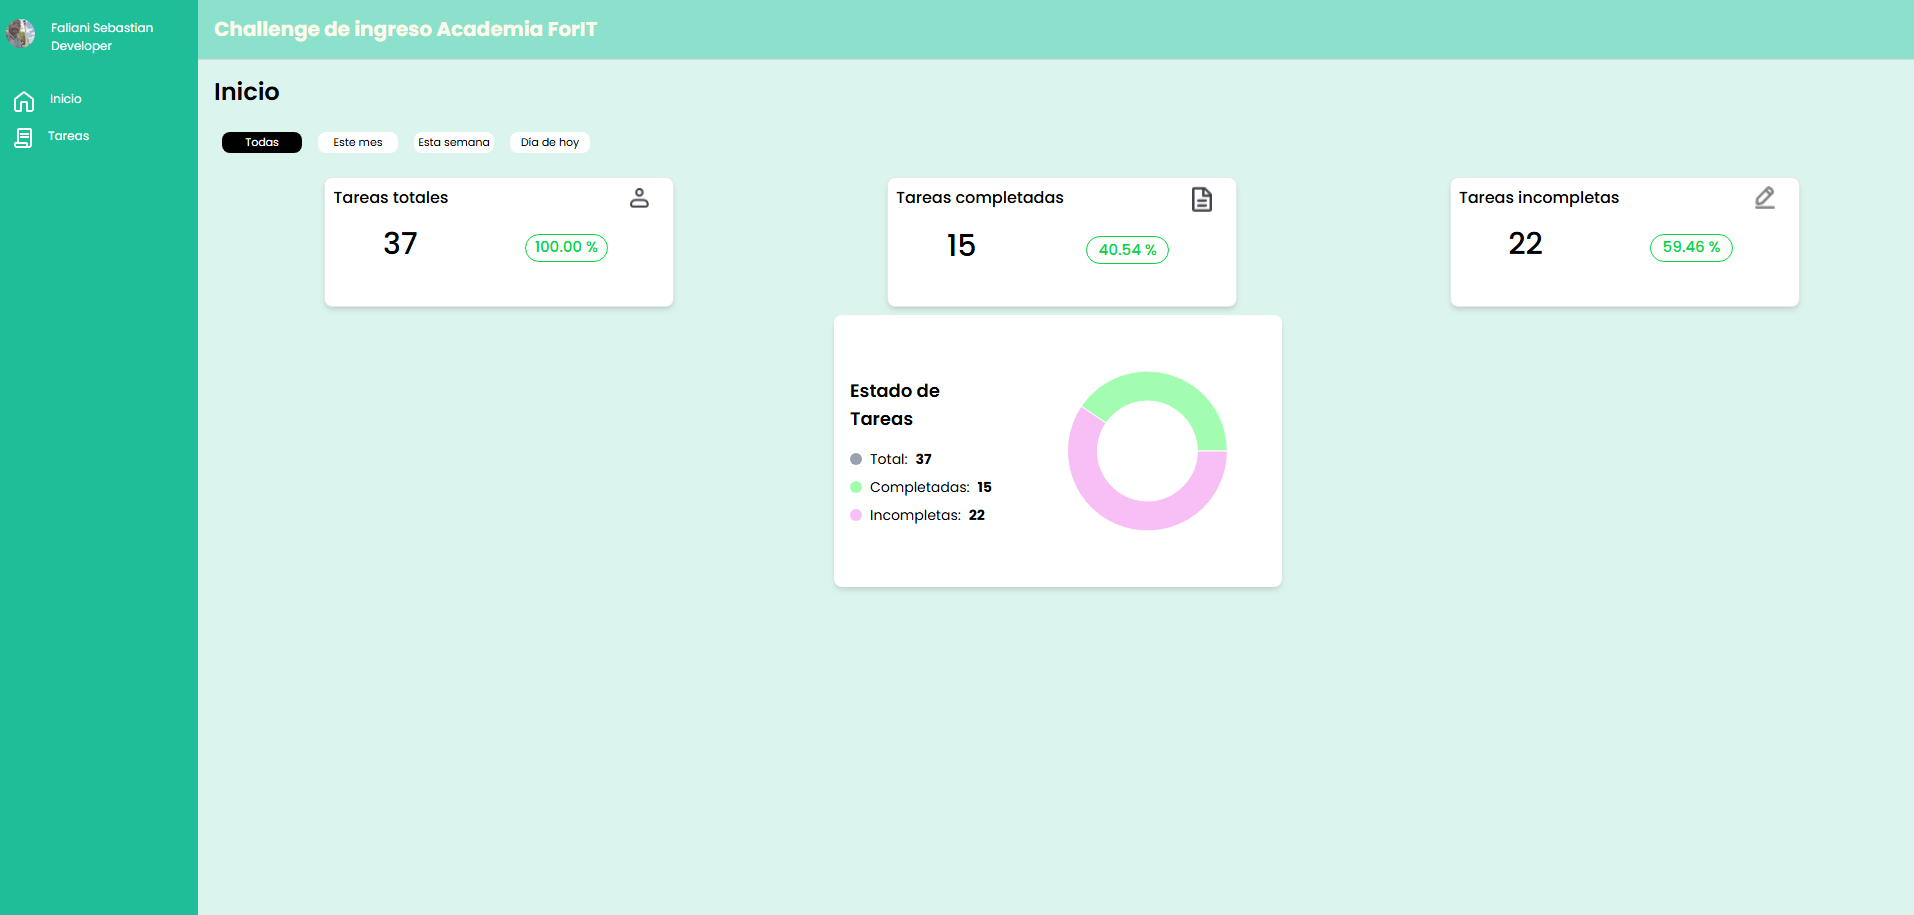 Faliani Sebastian
Developer
Inicio
Tareas
Challenge de ingreso Academia ForIT
Inicio
Todas
Este mes
Esta semana
Día de hoy
Tareas totales
37
100.00 %
Tareas completadas
15
40.54 %
Tareas incompletas
22
59.46 %
Estado de
Tareas
Total: 37
Completadas: 15
Incompletas: 22